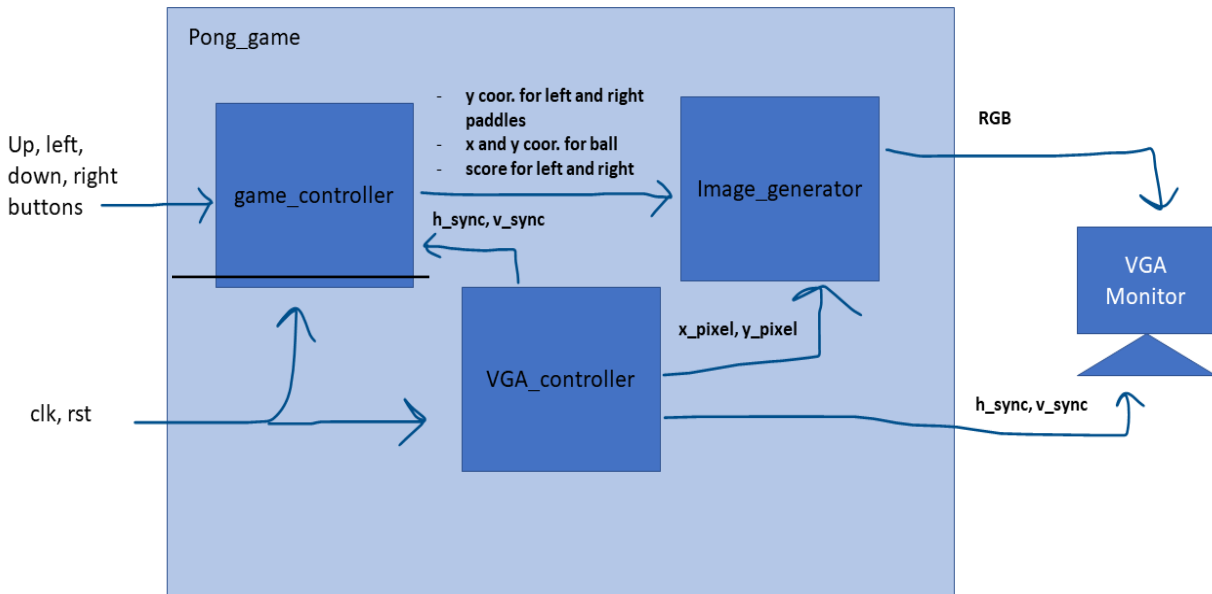 Pong_game
- y coor. for left and right
paddles
- x and y coor. for ball
- score for left and right
RGB
Up, left,
down, right
buttons
game_controller
Image_generator
h_sync, v_sync
VGA
Monitor
x_pixel, y_pixel
VGA_controller
clk, rst
h_sync, v_sync